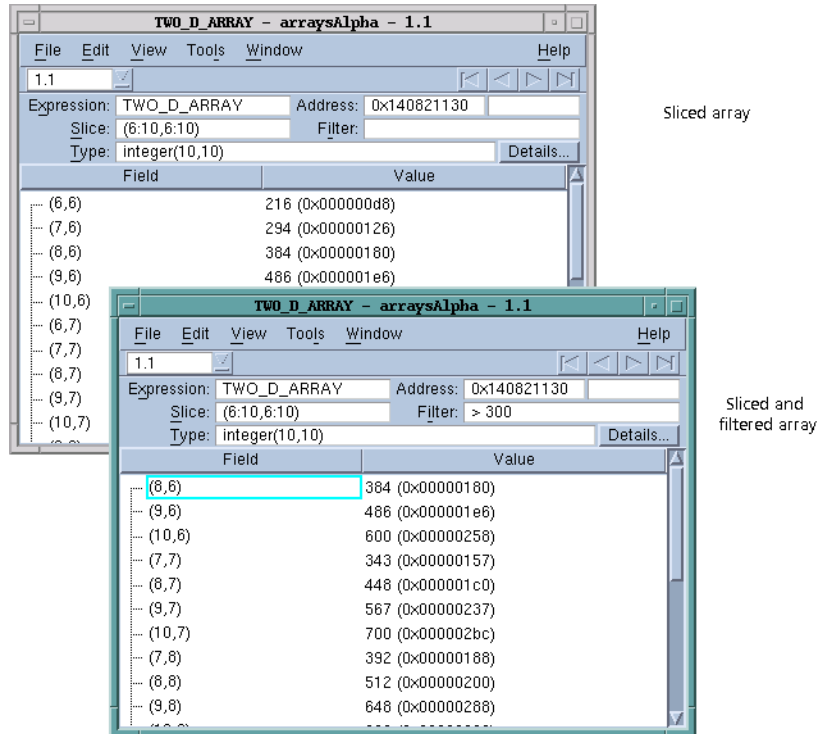 TWO_D_ARRAY - arraysAlpha - 1.1
File Edit View Tools Window Help
1.1
Expression: TWO_D_ARRAY Address: 0x140821130
Slice: (6:10,6:10) Filter:
Type: integer(10,10) Details...
Field Value
(6,6) 216 (0x000000d8)
(7,6) 294 (0x00000126)
(8,6) 384 (0x00000180)
(9,6) 486 (0x000001e6)
(10,6)
(6,7)
(7,7)
(8,7)
(9,7)
(10,7)
Sliced array
TWO_D_ARRAY - arraysAlpha - 1.1
File Edit View Tools Window Help
1.1
Expression: TWO_D_ARRAY Address: 0x140821130
Slice: (6:10,6:10) Filter: > 300
Type: integer(10,10) Details...
Field Value
(8,6) 384 (0x00000180)
(9,6) 486 (0x000001e6)
(10,6) 600 (0x00000258)
(7,7) 343 (0x00000157)
(8,7) 448 (0x000001c0)
(9,7) 567 (0x00000237)
(10,7) 700 (0x000002bc)
(7,8) 392 (0x00000188)
(8,8) 512 (0x00000200)
(9,8) 648 (0x00000288)
Sliced and
filtered array